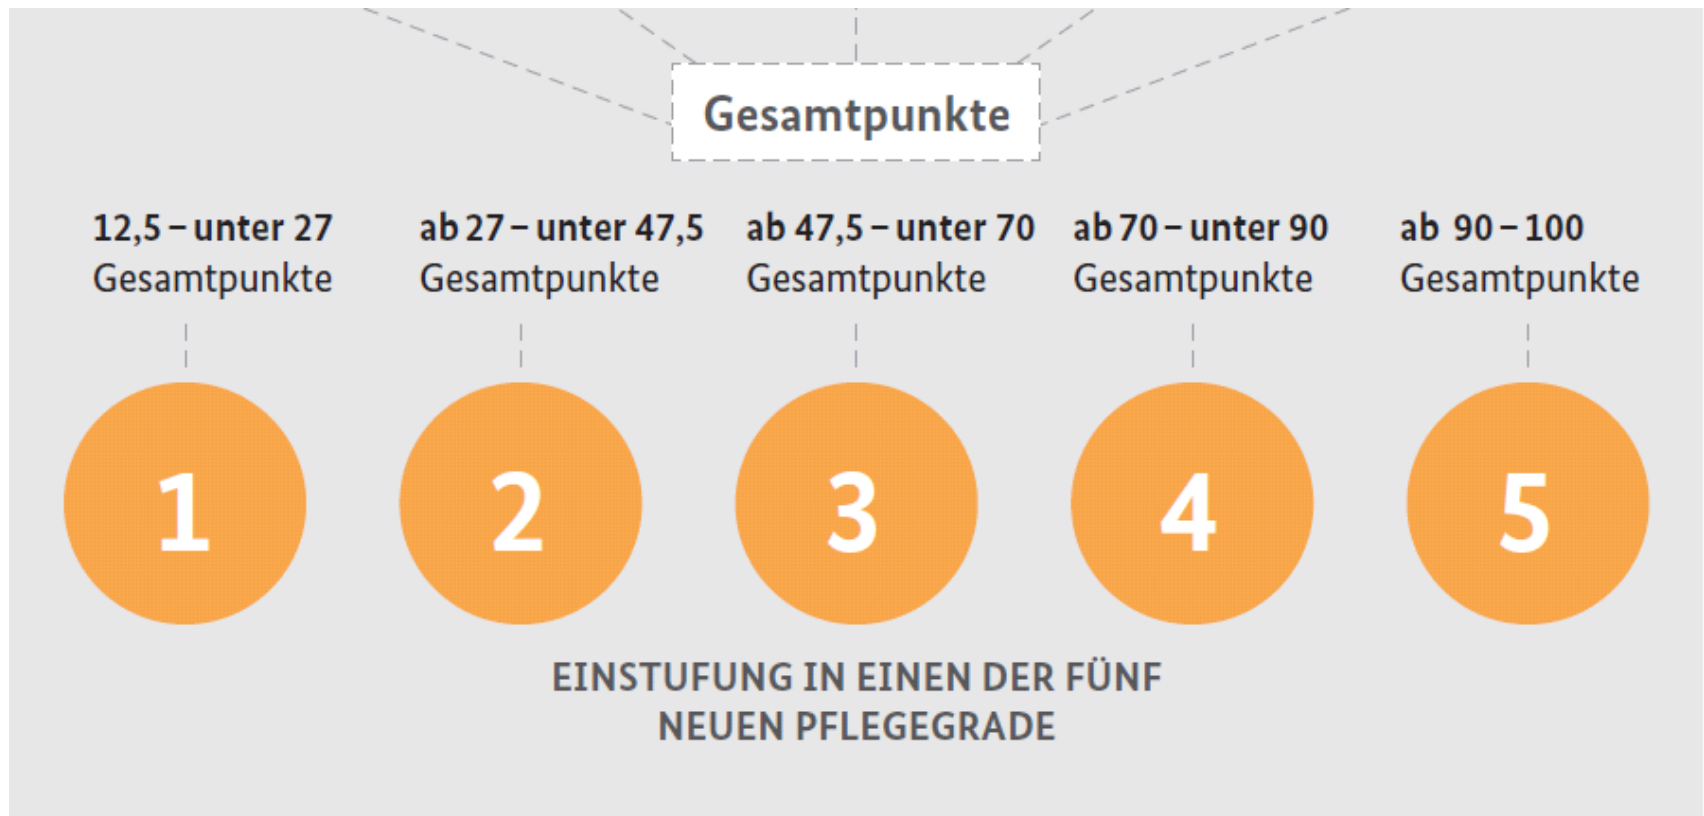 Gesamtpunkte
12,5 – unter 27
Gesamtpunkte
ab 27 – unter 47,5
Gesamtpunkte
ab 47,5 – unter 70
Gesamtpunkte
ab 70 – unter 90
Gesamtpunkte
ab 90 – 100
Gesamtpunkte
1
2
3
4
5
EINSTUFUNG IN EINEN DER FÜNF
NEUEN PFLEGEGRADE